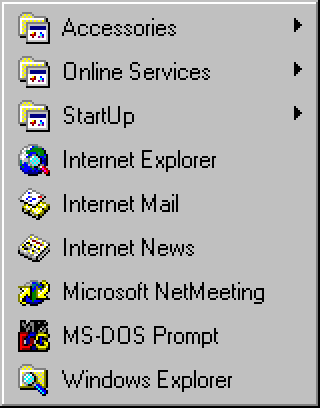 Accessories
Online Services
StartUp
Internet Explorer
Internet Mail
Internet News
Microsoft NetMeeting
MS-DOS Prompt
Windows Explorer